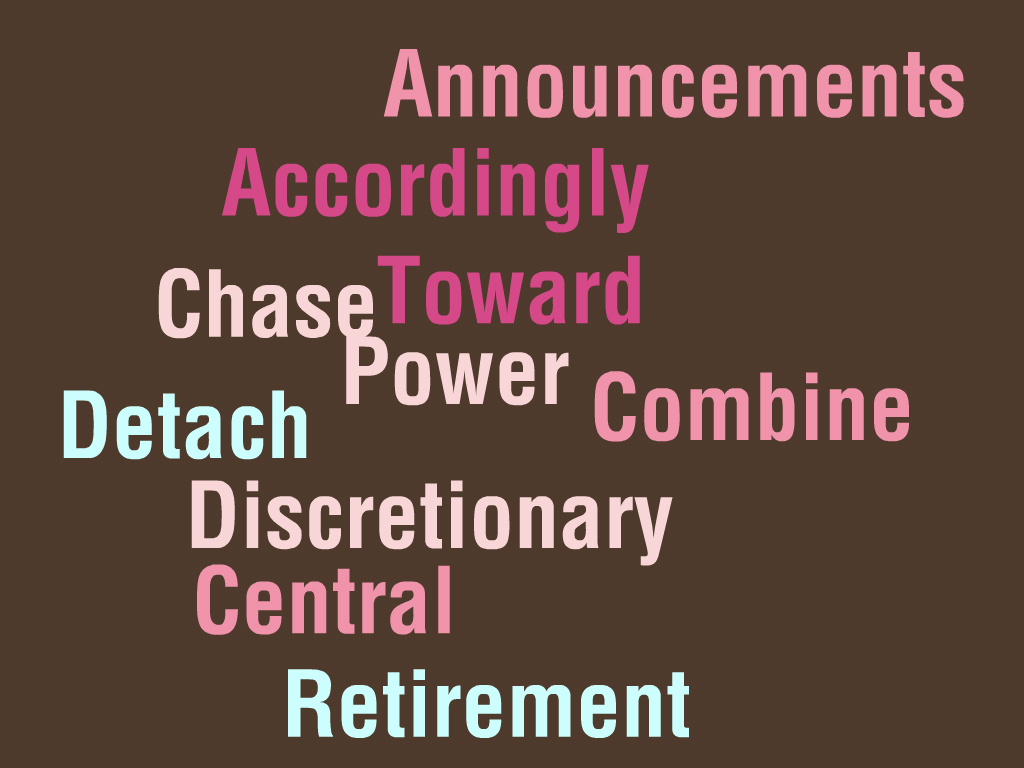 Announcements
Accordingly
Chase Toward
Power
Combine
Detach
Discretionary
Central
Retirement